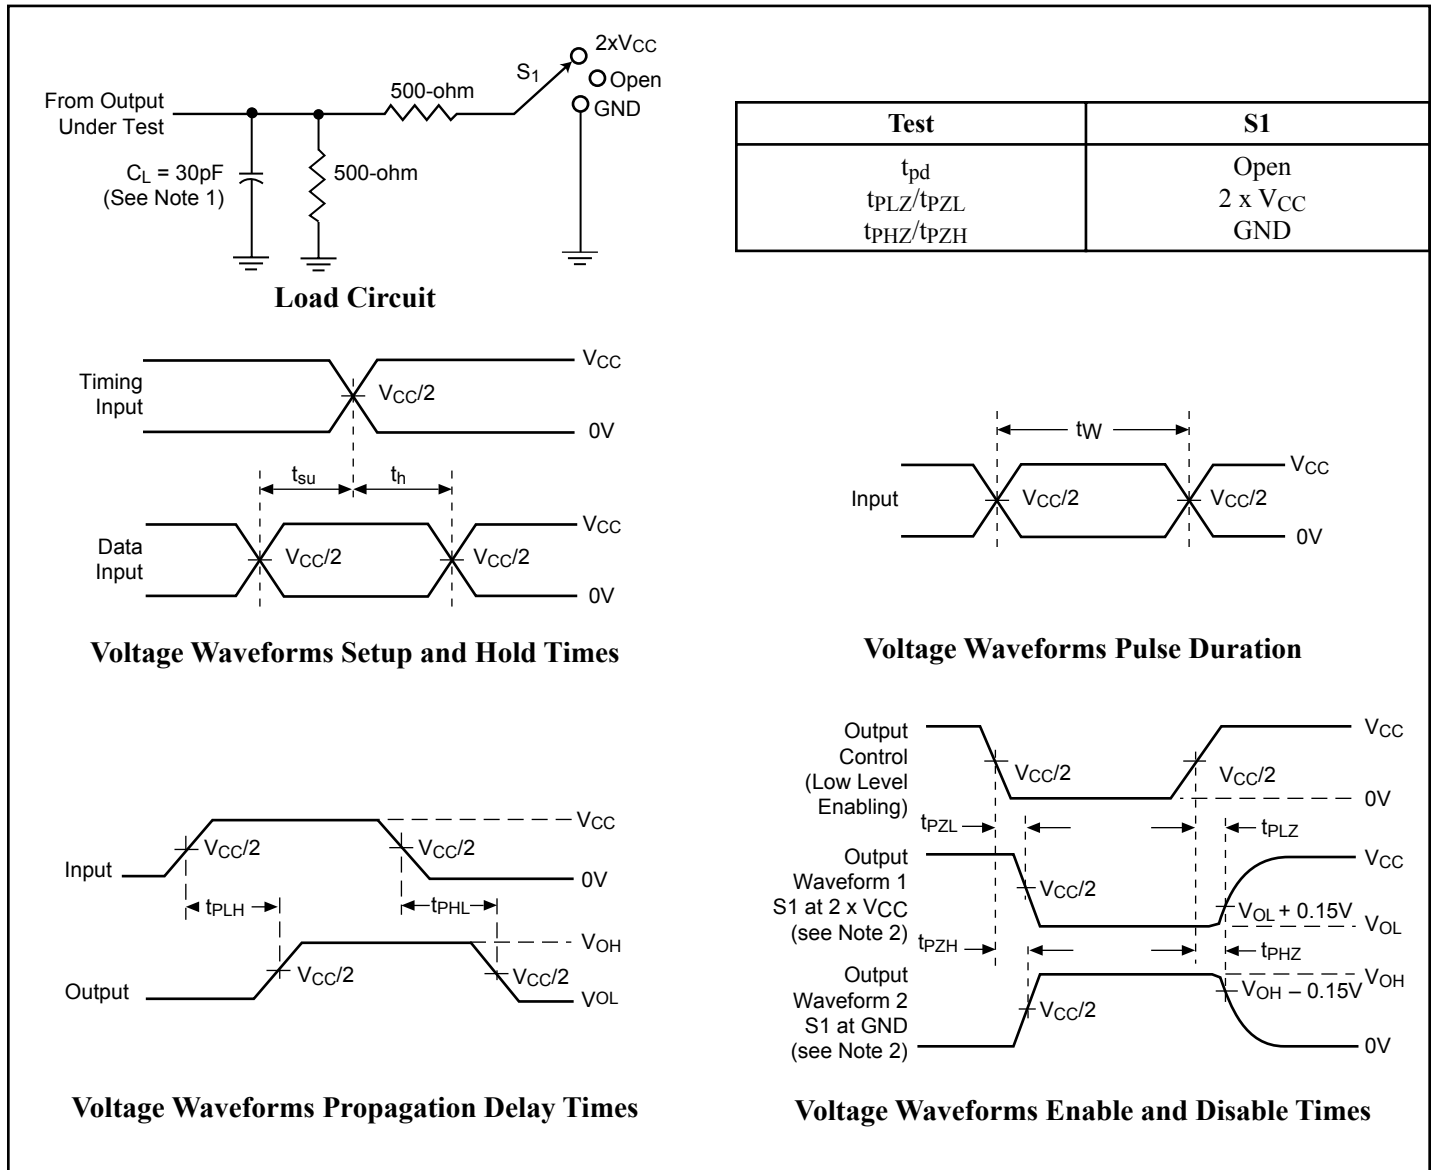 2xVCC
S1
Open
500-ohm
GND
From Output
Under Test
CL = 30pF
(See Note 1)
500-ohm
Load Circuit
Test S1
tpd Open
tPLZ/tPZL 2 x VCC
tPHZ/tPZH GND
Timing
Input
VCC
VCC/2
0V
tsu th
Data
Input
VCC
VCC/2 VCC/2
0V
Voltage Waveforms Setup and Hold Times
tW
Input
VCC
VCC/2 VCC/2
0V
Voltage Waveforms Pulse Duration
Input
VCC
VCC/2 VCC/2
0V
tPLH tPHL
Output
VOH
VCC/2 VCC/2
VOL
Voltage Waveforms Propagation Delay Times
Output
Control
(Low Level
Enabling)
VCC
VCC/2 VCC/2
0V
tPZL tPLZ
Output
Waveform 1
S1 at 2 x VCC
(see Note 2)
VCC
VCC/2
VOL + 0.15V
VOL
tPZH tPHZ
Output
Waveform 2
S1 at GND
(see Note 2)
VOH
VOH – 0.15V
VCC/2
0V
Voltage Waveforms Enable and Disable Times